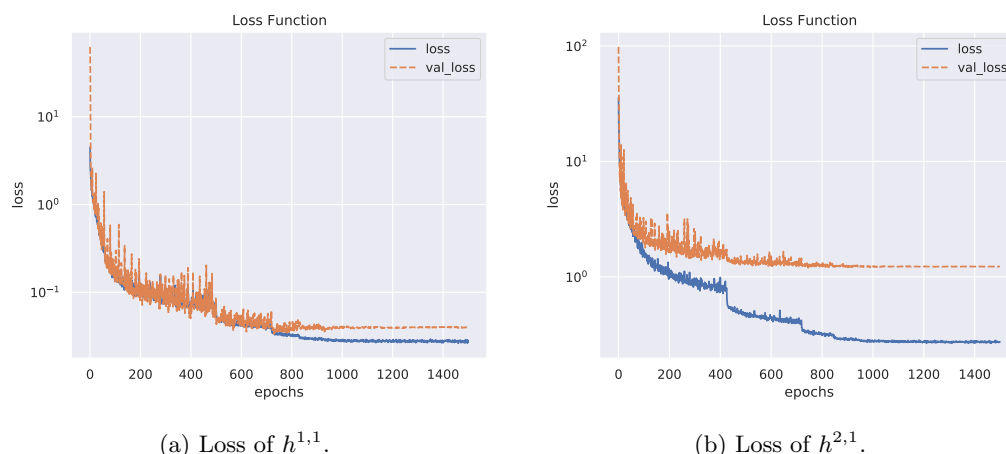 Loss Function
loss
val_loss
10^1
10^0
10^{-1}
loss
0 200 400 600 800 1000 1200 1400
epochs
(a) Loss of h^{1,1}.
Loss Function
loss
val_loss
10^2
10^1
10^0
loss
0 200 400 600 800 1000 1200 1400
epochs
(b) Loss of h^{2,1}.